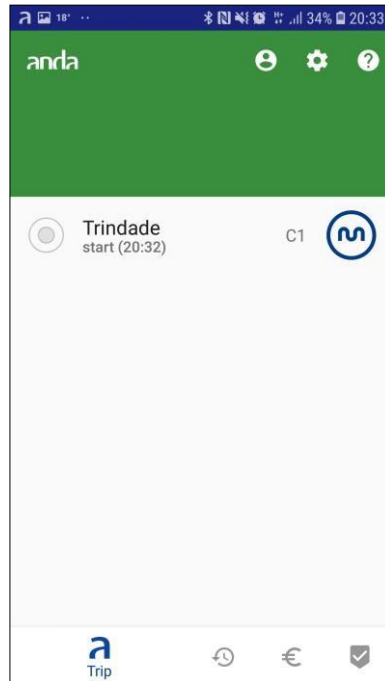 a 18° 34% 20:33
anda
Trindade
start (20:32)
C1
a
Trip